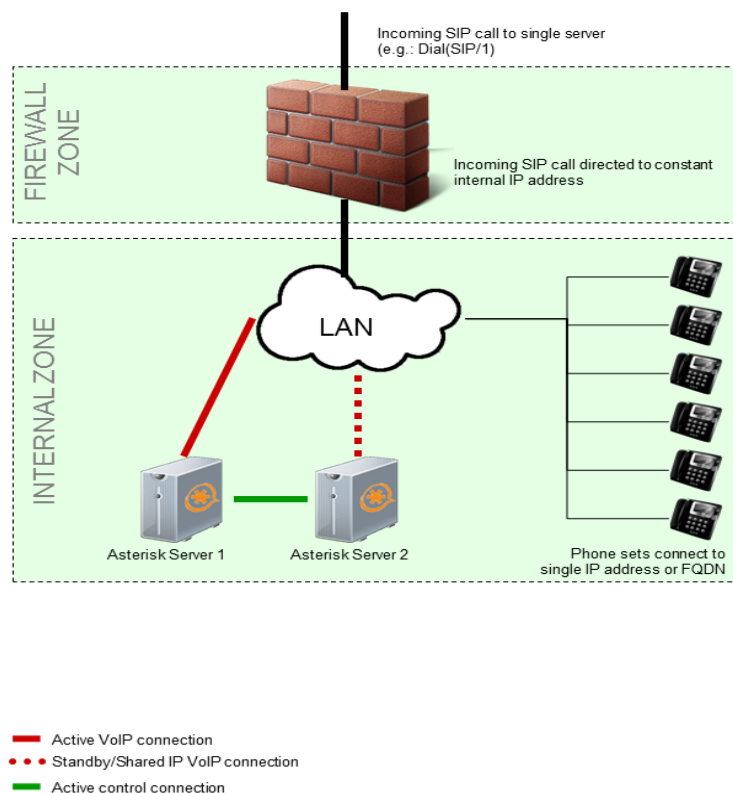 Incoming SIP call to single server
(e.g.: Dial(SIP/1)
FIREWALL
ZONE
Incoming SIP call directed to constant
internal IP address
INTERNAL ZONE
LAN
Asterisk Server 1
Asterisk Server 2
Phone sets connect to
single IP address or FQDN
Active VoIP connection
Standby/Shared IP VoIP connection
Active control connection